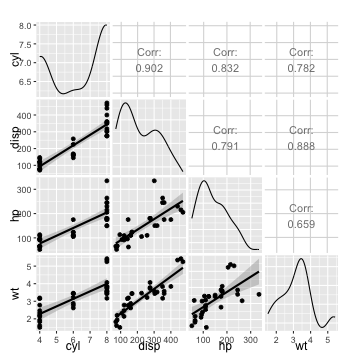 8.0
7.5
7.0
6.5
cyl
Corr:
0.902
Corr:
0.832
Corr:
0.782
400
300
200
100
disp
Corr:
0.791
Corr:
0.888
300
200
100
hp
Corr:
0.659
5
4
3
2
wt
4 5 6 7 8
100 200 300 400
100 200 300
2 3 4 5
cyl disp hp wt